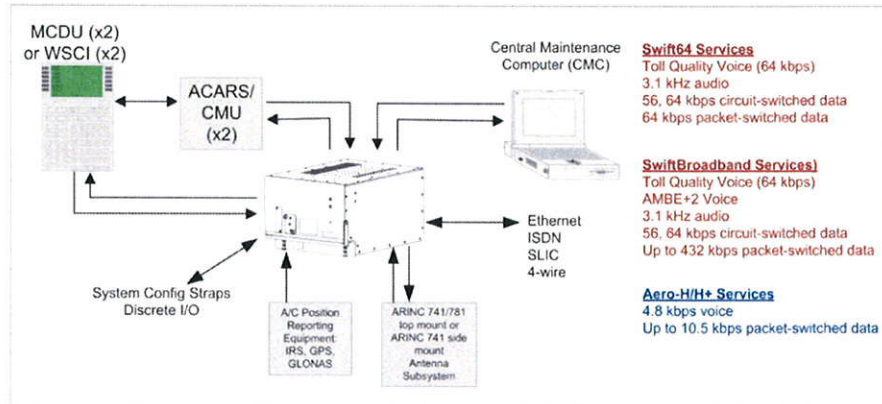 MCDU (x2)
or WSCI (x2)
ACARS/
CMU
(x2)
Central Maintenance
Computer (CMC)
Ethernet
ISDN
SLIC
4-wire
System Config Straps
Discrete I/O
A/C Position
Reporting
Equipment:
IRS, GPS,
GLONAS
ARINC 741/781
top mount or
ARINC 741 side
mount
Antenna
Subsystem
Swift64 Services
Toll Quality Voice (64 kbps)
3.1 kHz audio
56, 64 kbps circuit-switched data
64 kbps packet-switched data
SwiftBroadband Services)
Toll Quality Voice (64 kbps)
AMBE+2 Voice
3.1 kHz audio
56, 64 kbps circuit-switched data
Up to 432 kbps packet-switched data
Aero-H/H+ Services
4.8 kbps voice
Up to 10.5 kbps packet-switched data